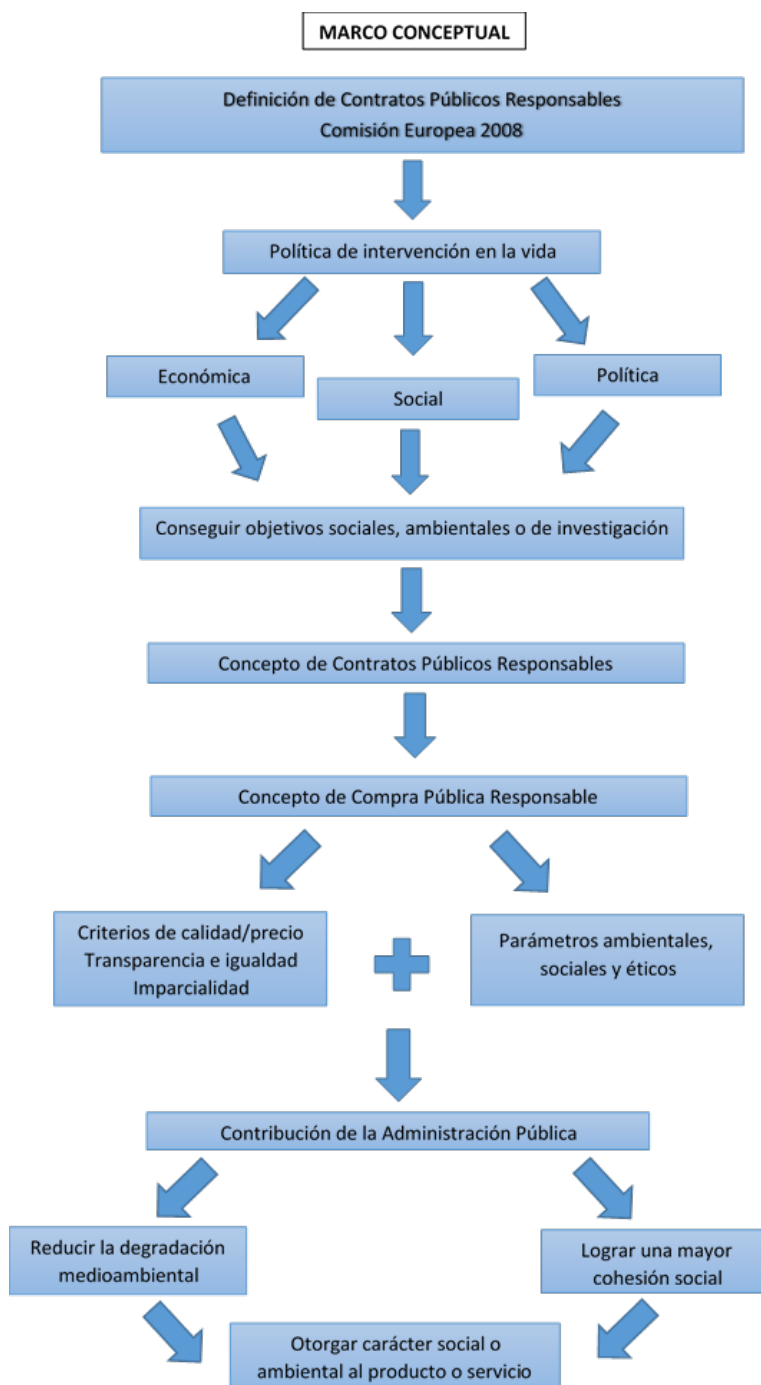 MARCO CONCEPTUAL
Definición de Contratos Públicos Responsables
Comisión Europea 2008
Política de intervención en la vida
Económica
Social
Política
Conseguir objetivos sociales, ambientales o de investigación
Concepto de Contratos Públicos Responsables
Concepto de Compra Pública Responsable
Criterios de calidad/precio
Transparencia e igualdad
Imparcialidad
Parámetros ambientales,
sociales y éticos
Contribución de la Administración Pública
Reducir la degradación
medioambiental
Lograr una mayor
cohesión social
Otorgar carácter social o
ambiental al producto o servicio